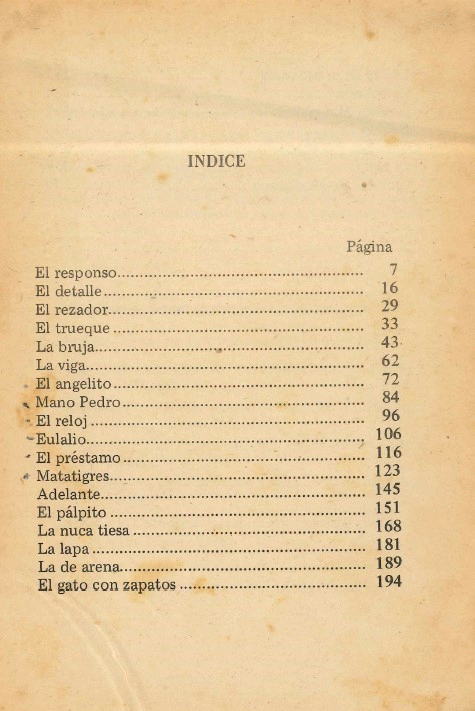 INDICE
Página
El responso 7
El detalle 16
El rezador 29
El trueque 33
La bruja 43
La viga 62
El angelito 72
Mano Pedro 84
El reloj 96
Eulalio 106
El préstamo 116
Matatigres 123
Adelante 145
El pálpito 151
La nuca tiesa 168
La lapa 181
La de arena 189
El gato con zapatos 194